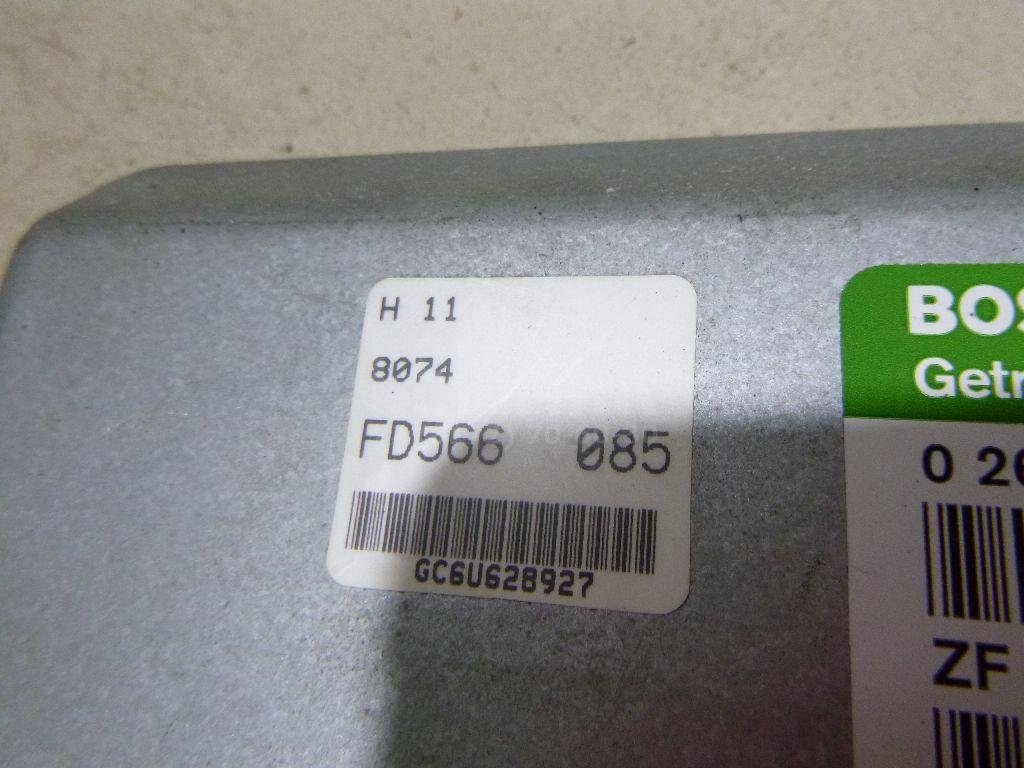 H 11
8074
FD566 085
GC6U628927
BOS
Getr
0 26
ZF